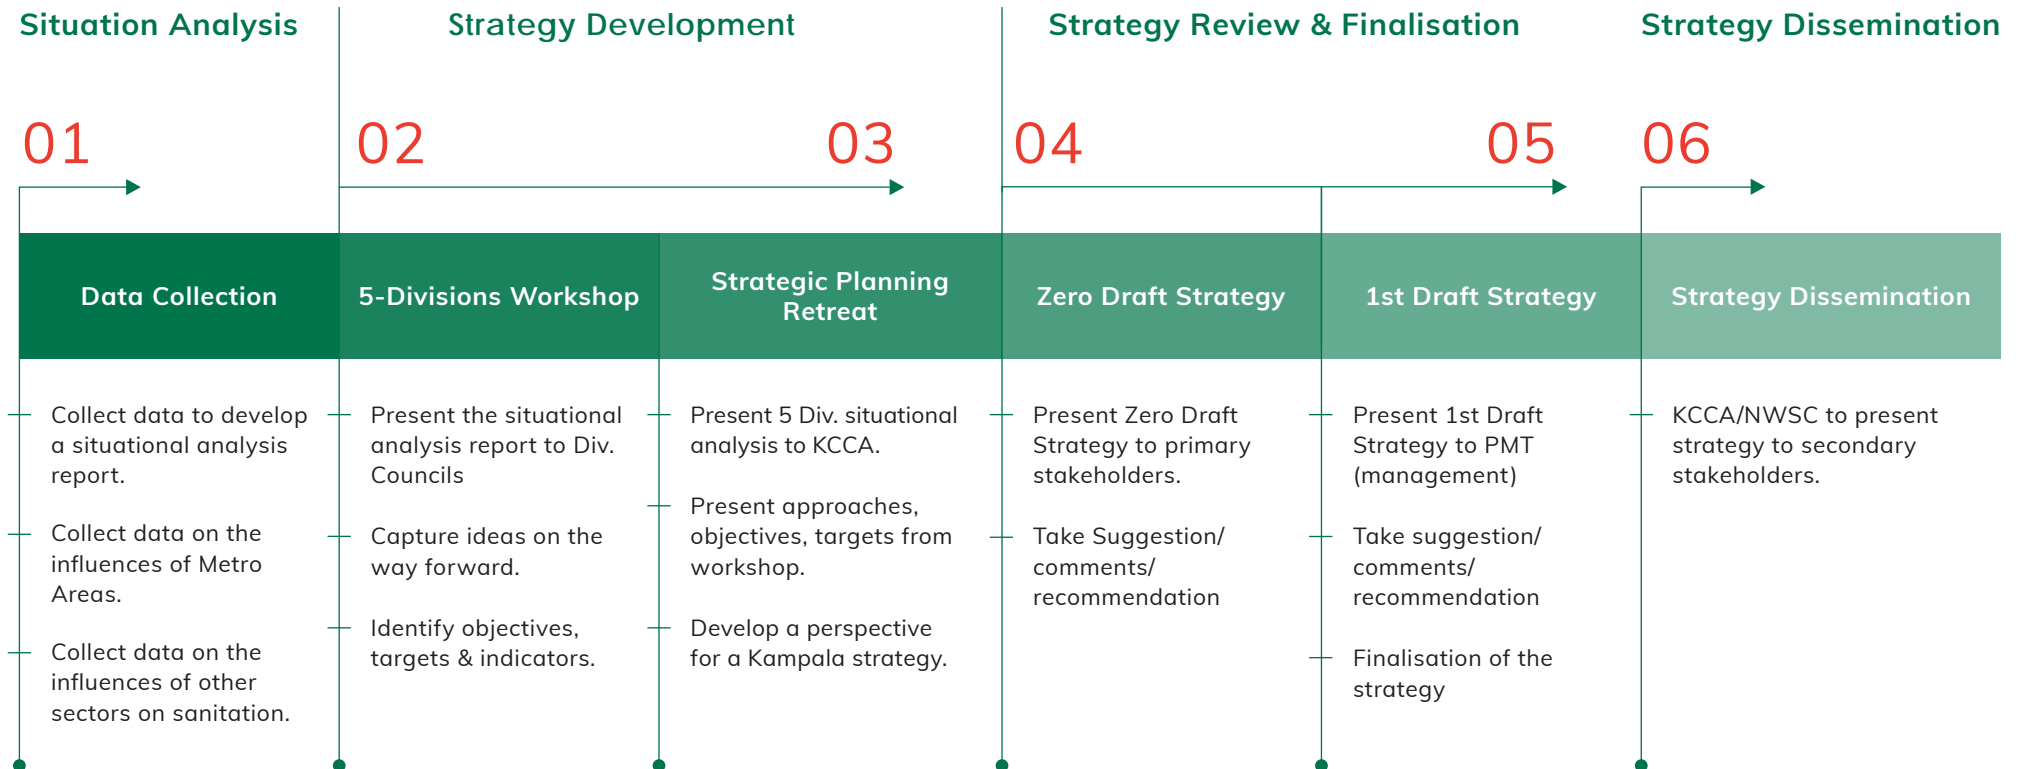 Situation Analysis
Strategy Development
Strategy Review & Finalisation
Strategy Dissemination
01
02
03
04
05
06
Data Collection
5-Divisions Workshop
Strategic Planning
Retreat
Zero Draft Strategy
1st Draft Strategy
Strategy Dissemination
Collect data to develop
a situational analysis
report.
Collect data on the
influences of Metro
Areas.
Collect data on the
influences of other
sectors on sanitation.
Present the situational
analysis report to Div.
Councils
Capture ideas on the
way forward.
Identify objectives,
targets & indicators.
Present 5 Div. situational
analysis to KCCA.
Present approaches,
objectives, targets from
workshop.
Develop a perspective
for a Kampala strategy.
Present Zero Draft
Strategy to primary
stakeholders.
Take Suggestion/
comments/
recommendation
Present 1st Draft
Strategy to PMT
(management)
Take suggestion/
comments/
recommendation
Finalisation of the
strategy
KCCA/NWSC to present
strategy to secondary
stakeholders.